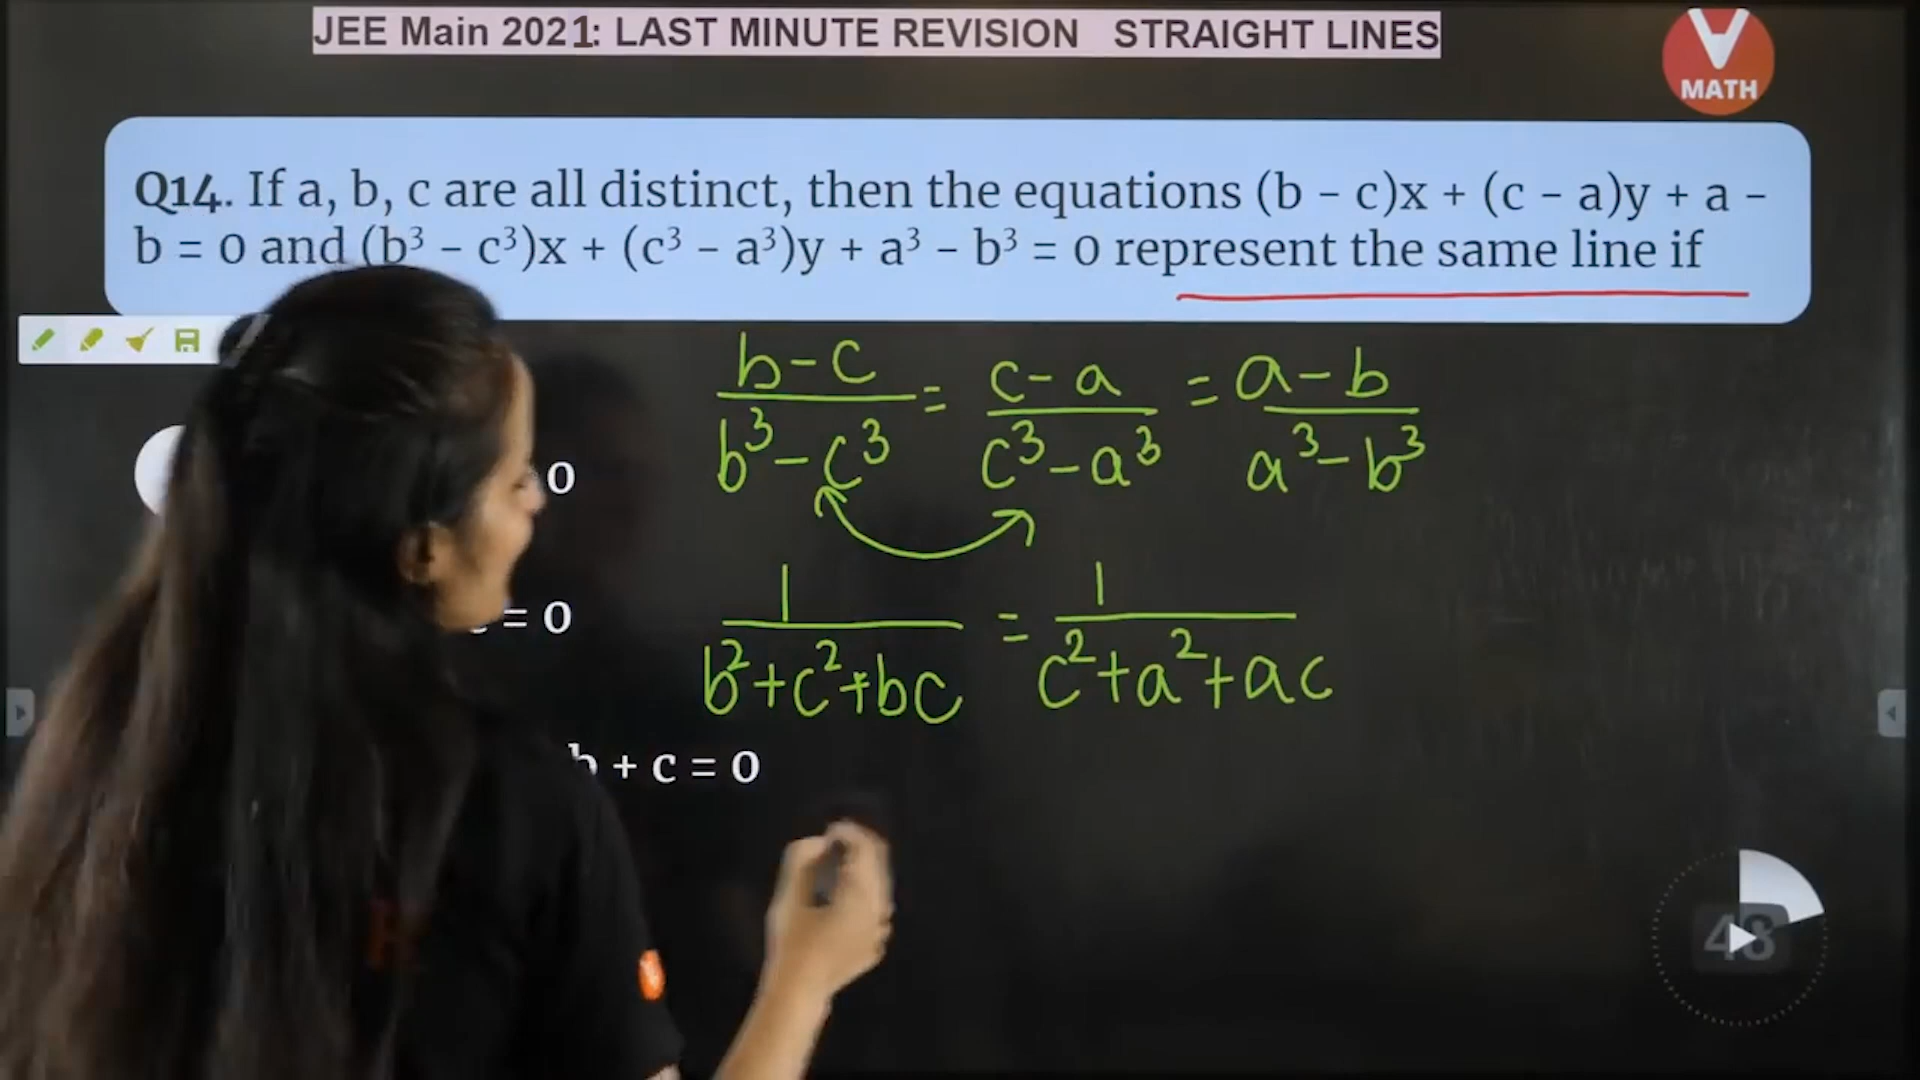 JEE Main 2021: LAST MINUTE REVISION STRAIGHT LINES
MATH
Q14. If a, b, c are all distinct, then the equations (b – c)x + (c – a)y + a –
b = 0 and (b³ – c³)x + (c³ – a³)y + a³ – b³ = 0 represent the same line if
b-c = c-a = a-b
b³-c³ c³-a³ a³-b³
0
= 0
1 = 1
b²+c²+bc c²+a²+ac
b + c = 0
48